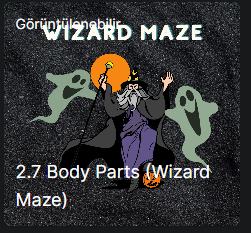 Görüntülenebilir
WIZARD MAZE
2.7 Body Parts (Wizard
Maze)